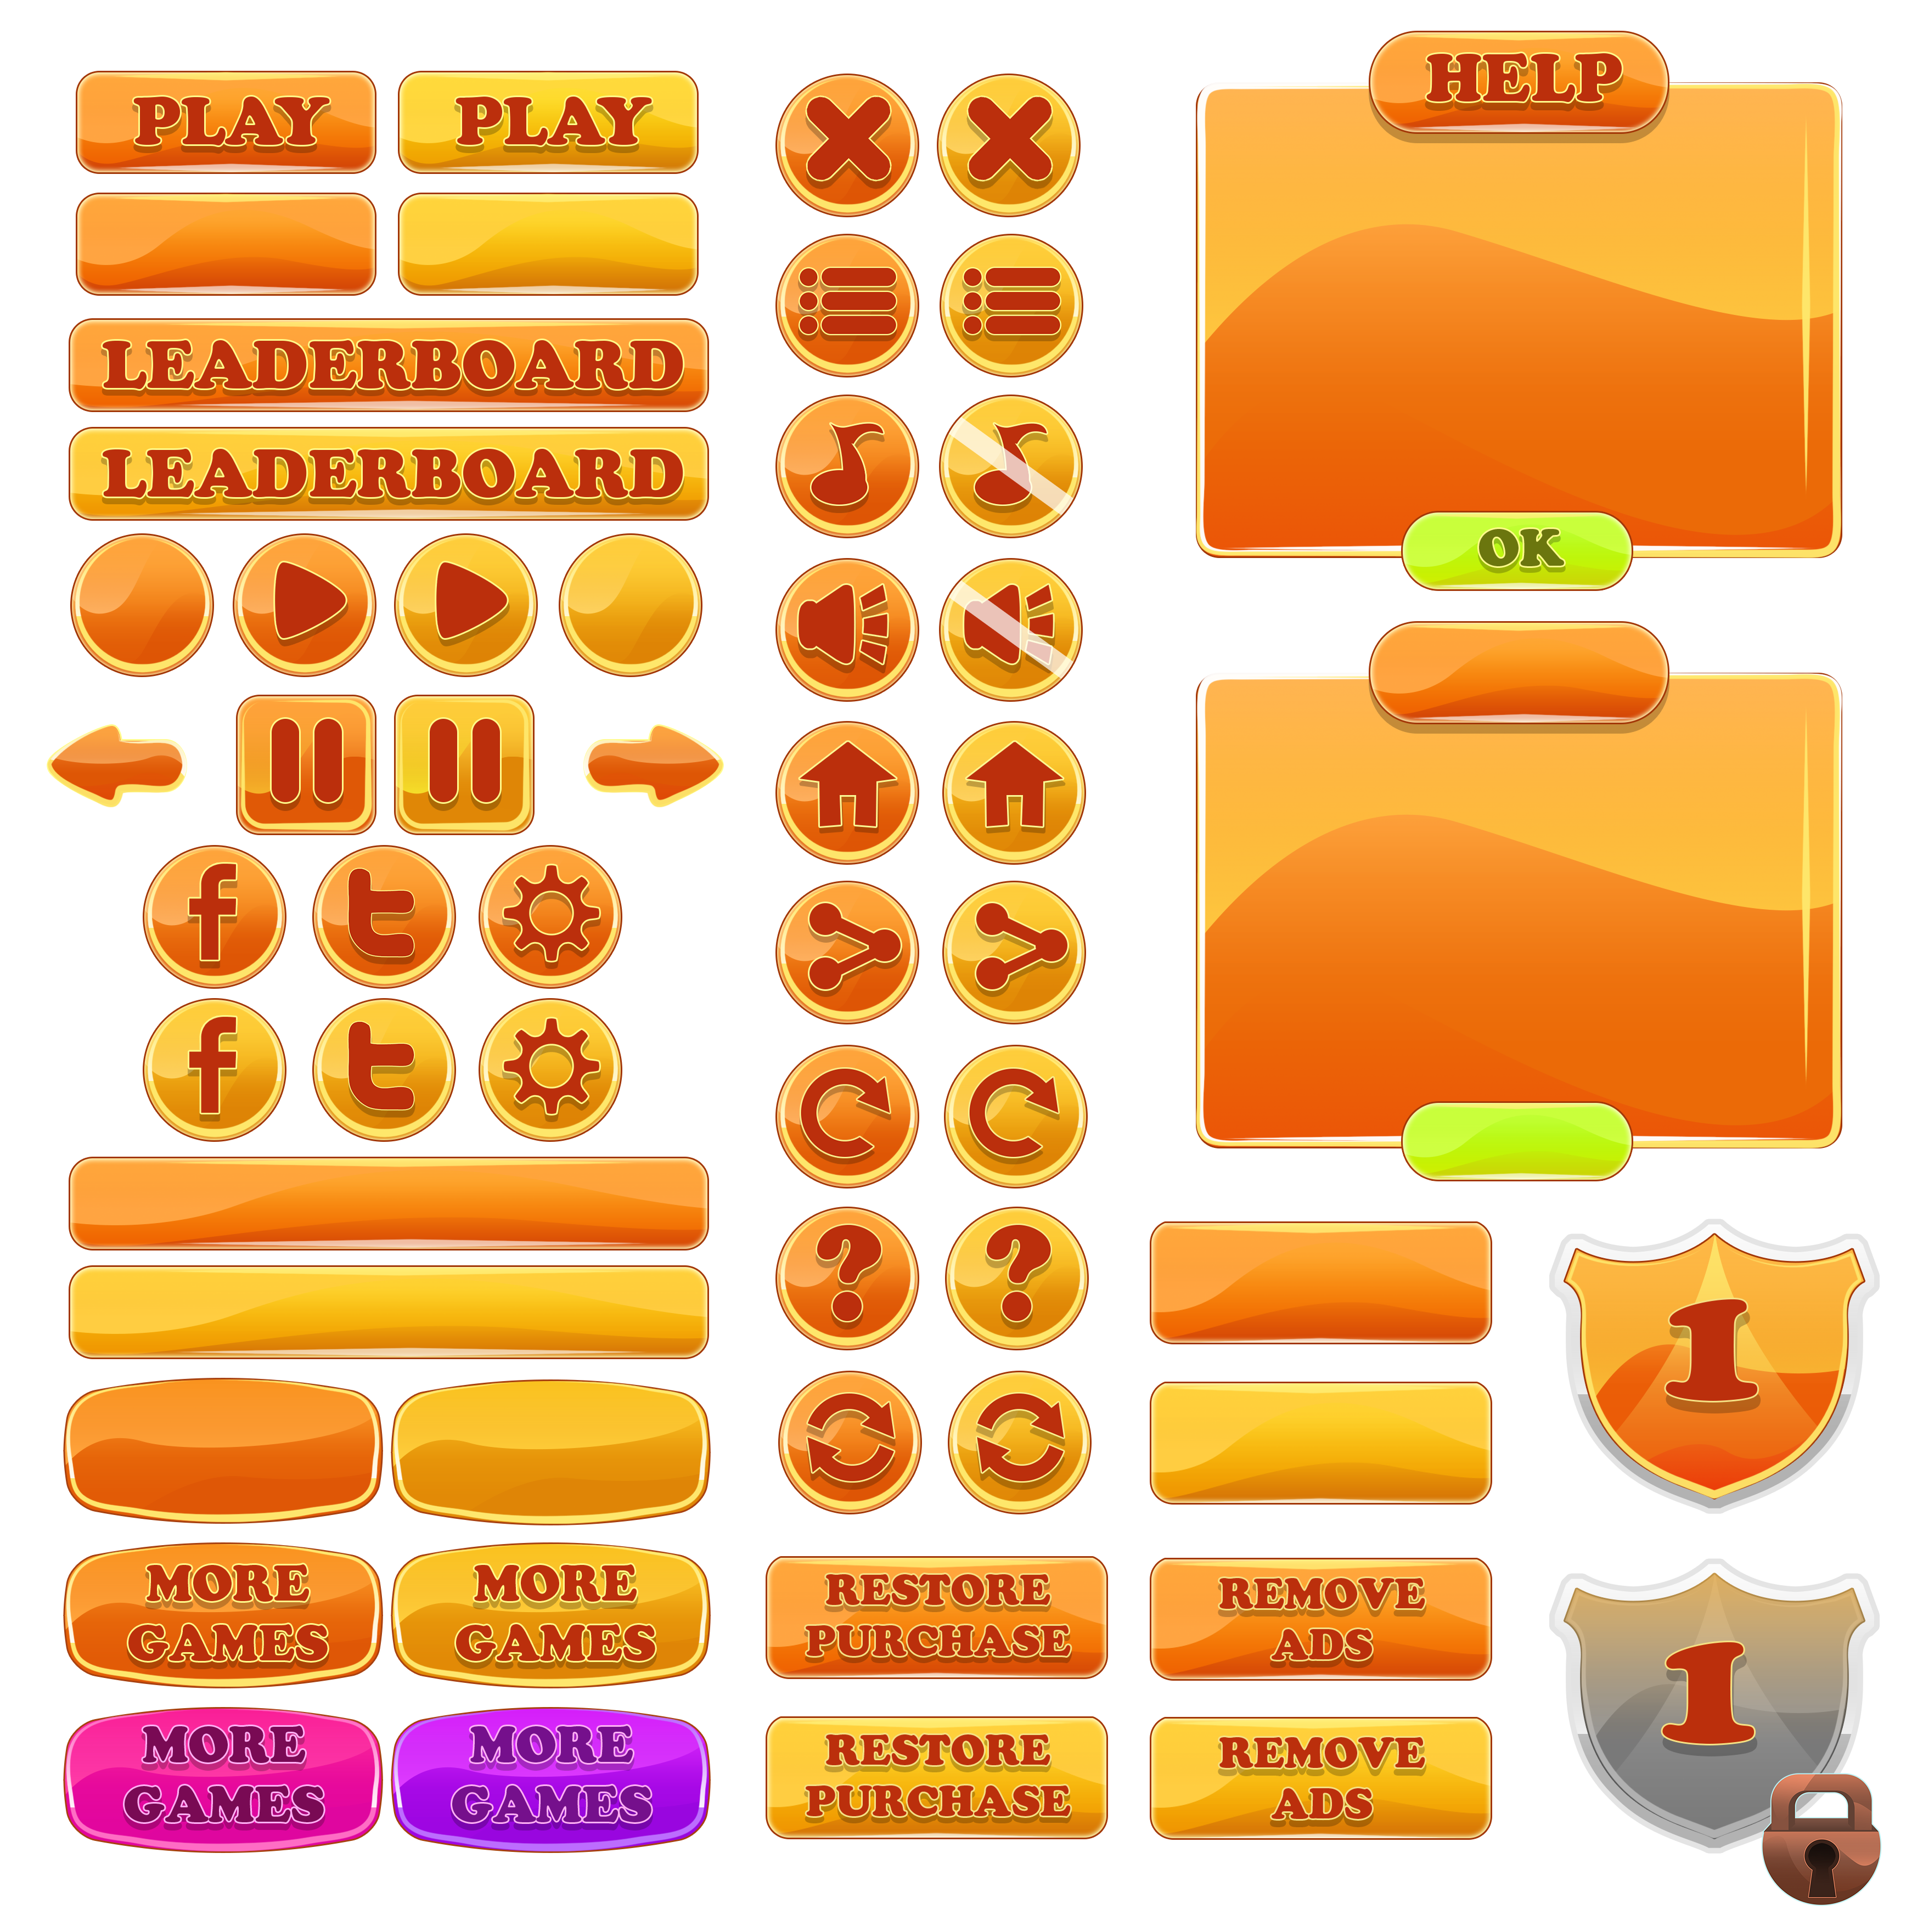 PLAY
PLAY
LEADERBOARD
LEADERBOARD
f
t
f
t
MORE
GAMES
MORE
GAMES
MORE
GAMES
MORE
GAMES
?
?
RESTORE
PURCHASE
RESTORE
PURCHASE
HELP
OK
REMOVE
ADS
REMOVE
ADS
1
1